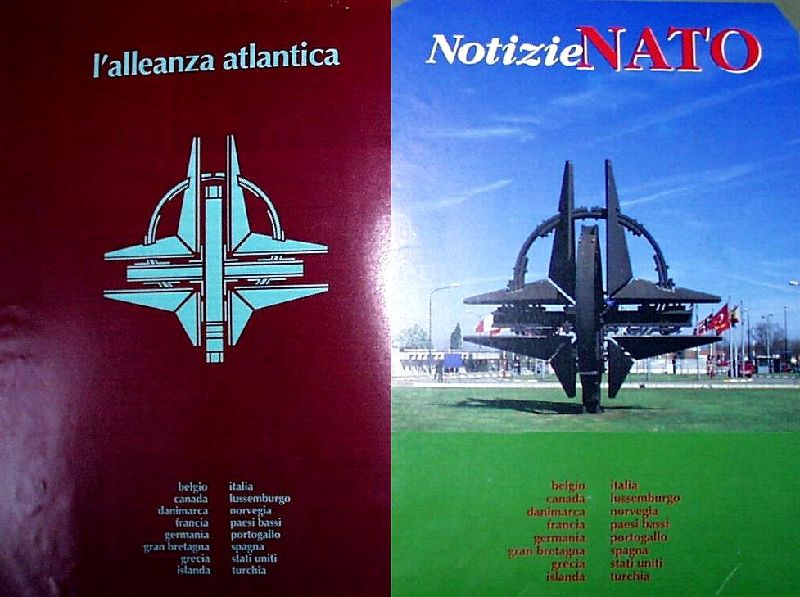 l'alleanza atlantica
belgio italia
canada lussemburgo
danimarca norvegia
francia paesi bassi
germania portogallo
gran bretagna spagna
grecia stati uniti
islanda turchia
Notizie NATO
belgio italia
canada lussemburgo
danimarca norvegia
francia paesi bassi
germania portogallo
gran bretagna spagna
grecia stati uniti
islanda turchia